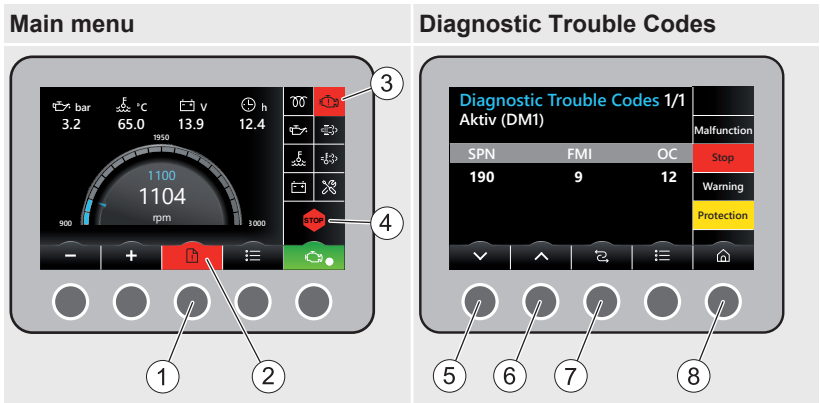 Main menu
Diagnostic Trouble Codes
bar °C V h
3.2 65.0 13.9 12.4
1950
1100
1104
rpm
900 3000
STOP
− +
3
4
1
2
Diagnostic Trouble Codes 1/1
Aktiv (DM1)
SPN FMI OC
190 9 12
Malfunction
Stop
Warning
Protection
5
6
7
8